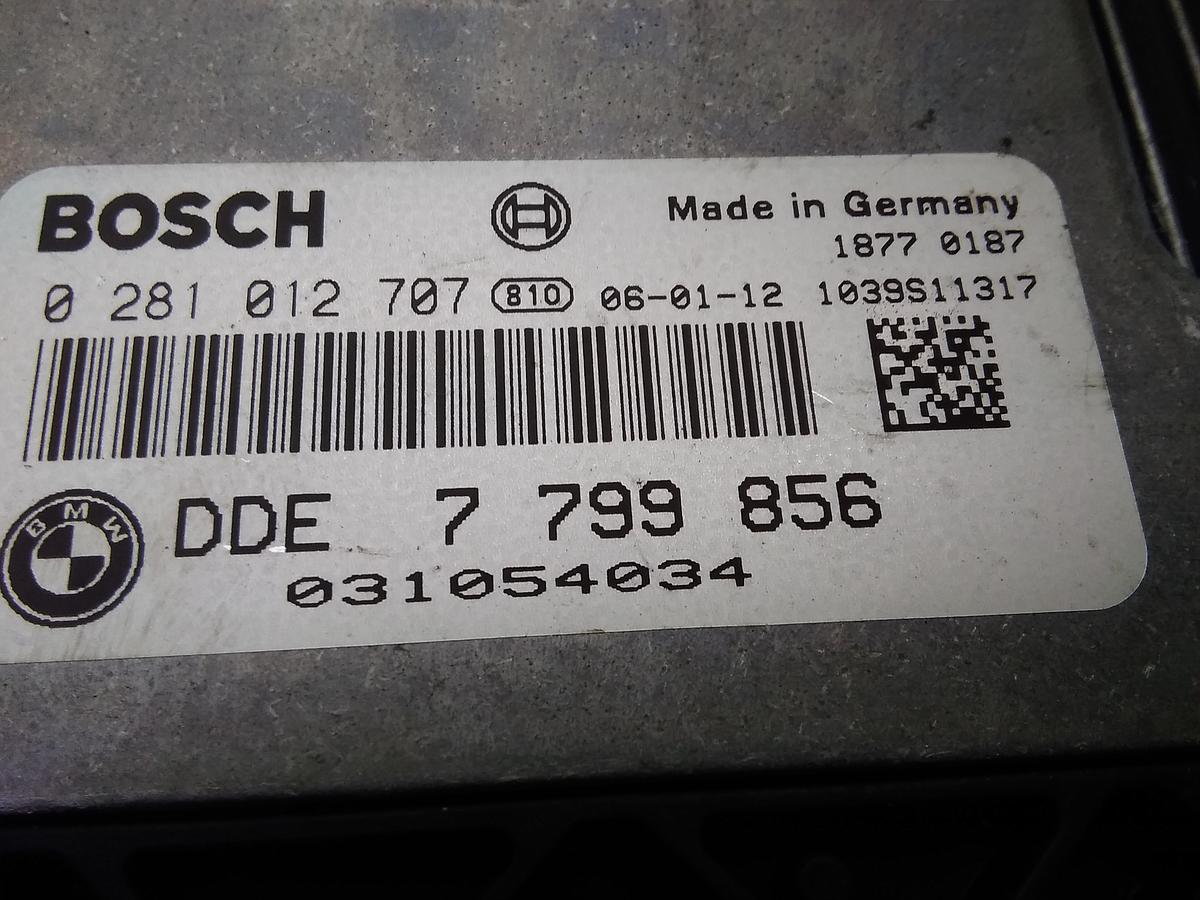 BOSCH
Made in Germany
1877 0187
0 281 012 707 810 06-01-12 1039S11317
BMW
DDE 7 799 856
031054034